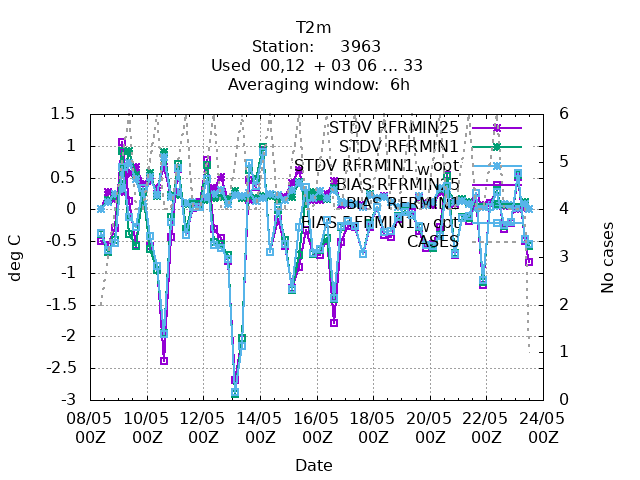 T2m
Station: 3963
Used 00,12 + 03 06 ... 33
Averaging window: 6h
1.5
1
0.5
0
-0.5
-1
-1.5
-2
-2.5
-3
deg C
6
5
4
3
2
1
0
No cases
STDV RFRMIN25
STDV RFRMIN1
STDV RFRMIN1_w_opt
BIAS RFRMIN25
BIAS RFRMIN1
BIAS RFRMIN1_w_opt
CASES
08/05 10/05 12/05 14/05 16/05 18/05 20/05 22/05 24/05
00Z 00Z 00Z 00Z 00Z 00Z 00Z 00Z 00Z
Date